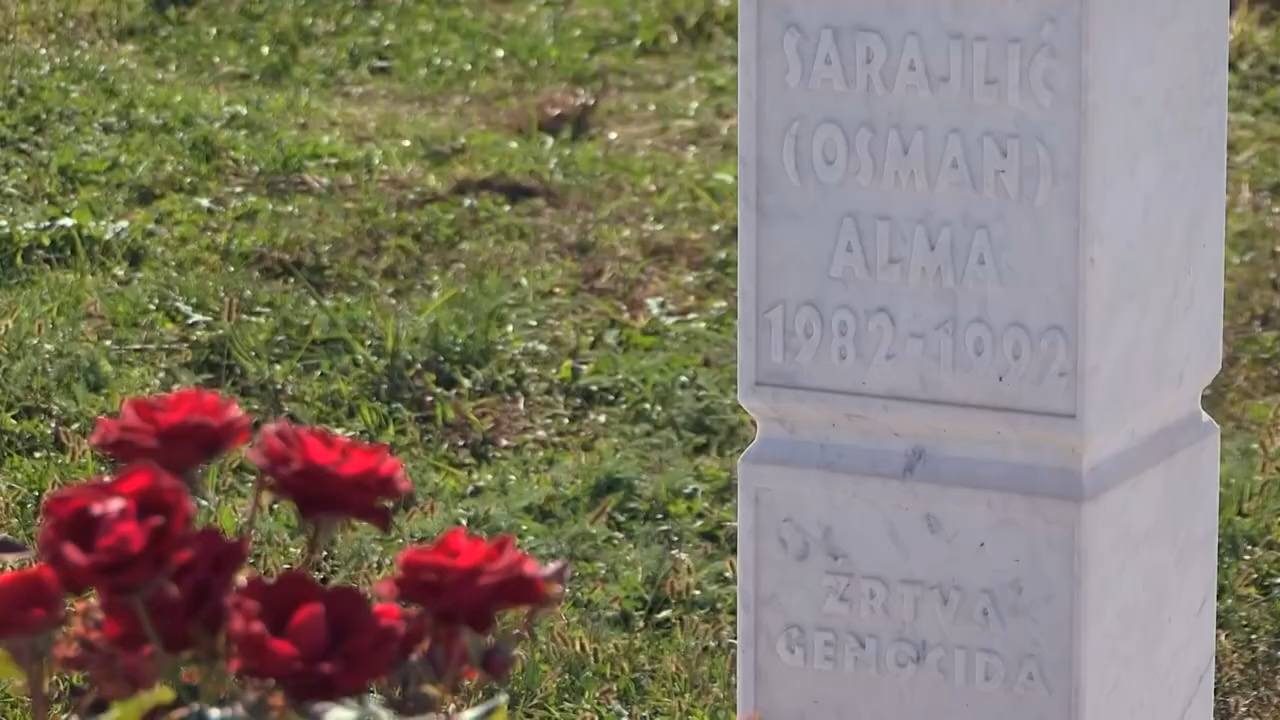 SARAJLIĆ
(OSMAN)
ALMA
1982-1992
ŽRTVA
GENOCIDA